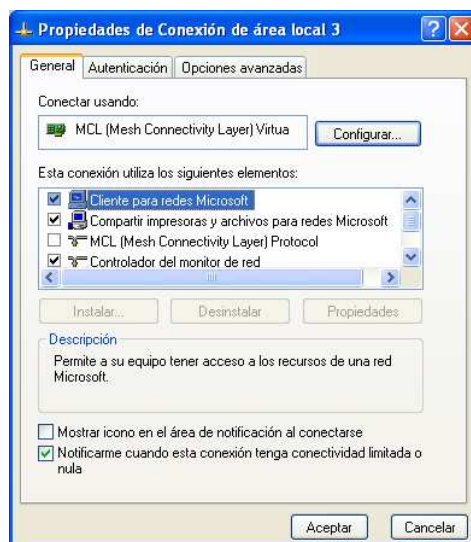 Propiedades de Conexión de área local 3
General Autenticación Opciones avanzadas
Conectar usando:
MCL (Mesh Connectivity Layer) Virtua
Configurar...
Esta conexión utiliza los siguientes elementos:
Cliente para redes Microsoft
Compartir impresoras y archivos para redes Microsoft
MCL (Mesh Connectivity Layer) Protocol
Controlador del monitor de red
Instalar... Desinstalar Propiedades
Descripción
Permite a su equipo tener acceso a los recursos de una red
Microsoft.
Mostrar icono en el área de notificación al conectarse
Notificarme cuando esta conexión tenga conectividad limitada o
nula
Aceptar Cancelar